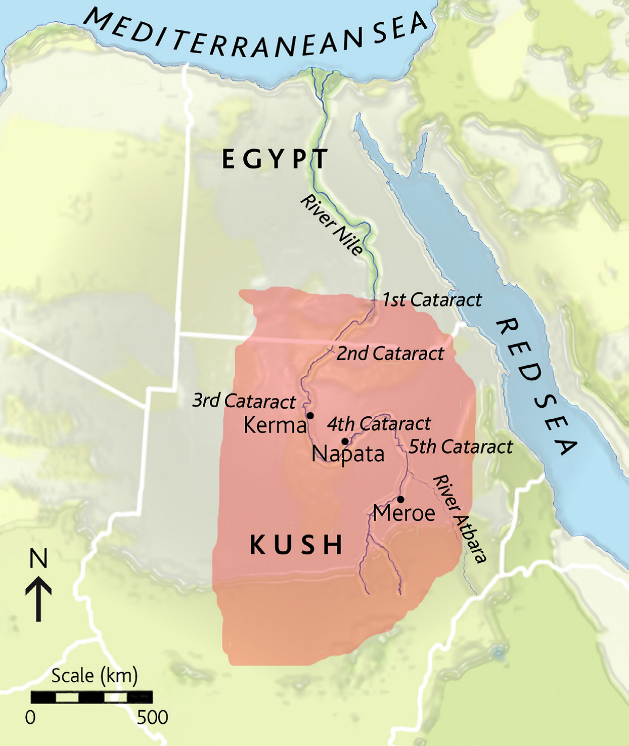 MEDITERRANEAN SEA
EGYPT
River Nile
1st Cataract
RED SEA
2nd Cataract
3rd Cataract
Kerma
4th Cataract
Napata
5th Cataract
River Atbara
Meroe
KUSH
N
Scale (km)
0 500